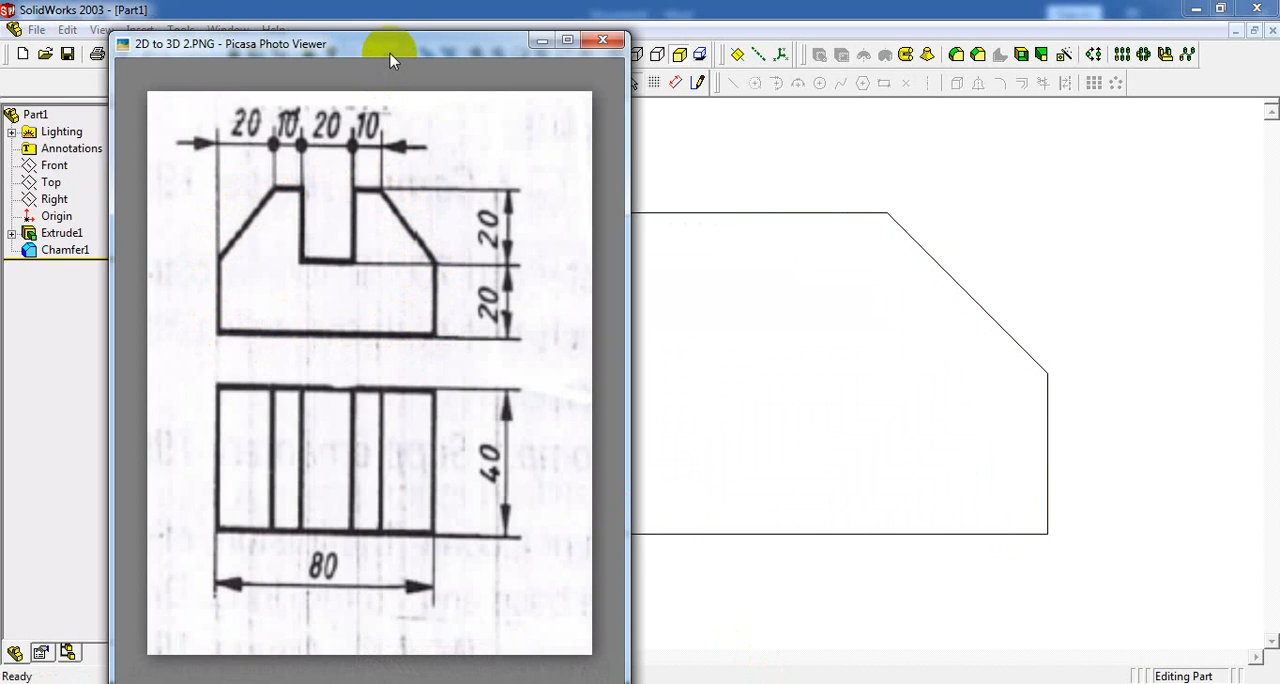 SolidWorks 2003 - [Part1]
File Edit View Insert Tools Window
2D to 3D 2.PNG - Picasa Photo Viewer
Part1
Lighting
Annotations
Front
Top
Right
Origin
Extrude1
Chamfer1
20 10 20 10
20
20
40
80
Ready
Editing Part